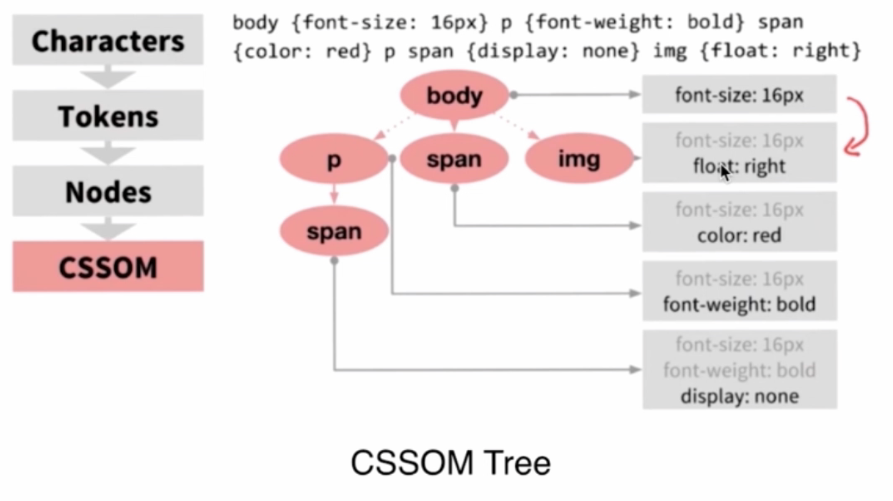 Characters
Tokens
Nodes
CSSOM
body {font-size: 16px} p {font-weight: bold} span
{color: red} p span {display: none} img {float: right}
body
p
span
img
span
font-size: 16px
font-size: 16px
float: right
font-size: 16px
color: red
font-size: 16px
font-weight: bold
font-size: 16px
font-weight: bold
display: none
CSSOM Tree